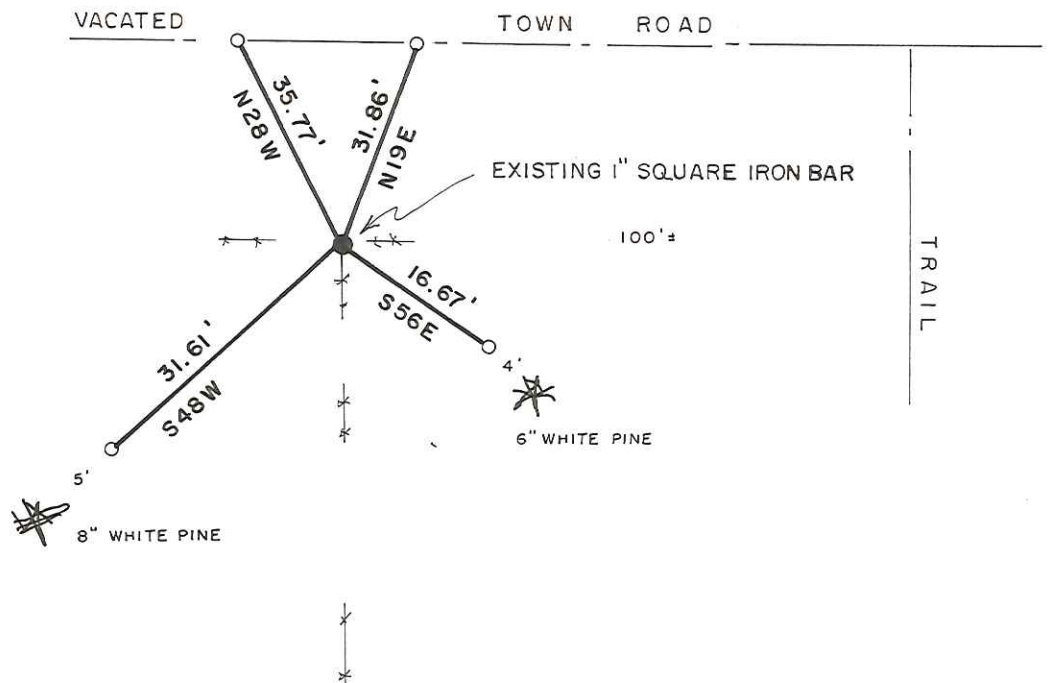 VACATED TOWN ROAD
35.77'
N28W
31.86'
N19E
EXISTING 1" SQUARE IRON BAR
100'±
TRAIL
16.67'
S56E
31.61'
S48W
4'
6" WHITE PINE
5'
8" WHITE PINE